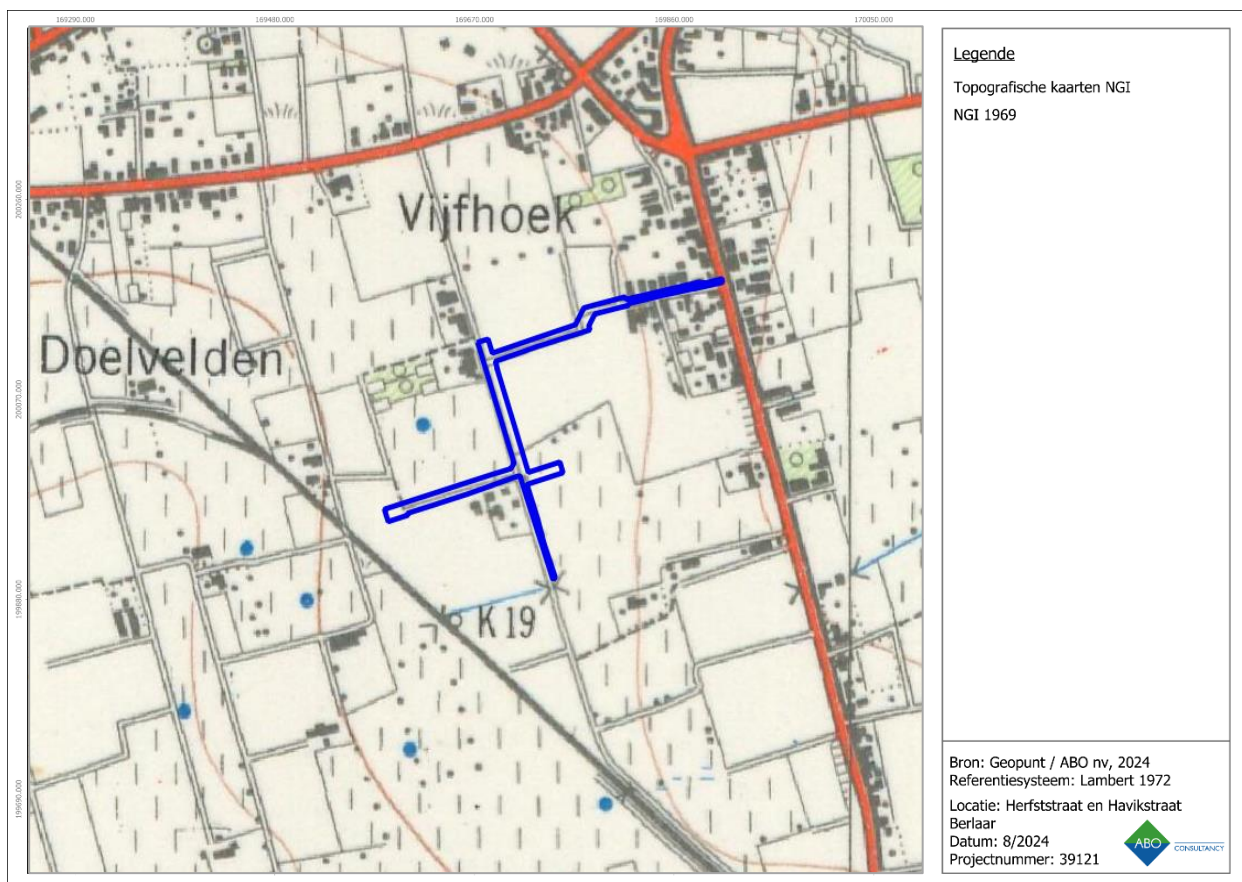 169290.000
169480.000
169670.000
169860.000
170050.000
200260.000
200070.000
199880.000
199690.000
Vijfhoek
Doelvelden
K 19
Legende
Topografische kaarten NGI
NGI 1969
Bron: Geopunt / ABO nv, 2024
Referentiesysteem: Lambert 1972
Locatie: Herfststraat en Havikstraat
Berlaar
Datum: 8/2024
Projectnummer: 39121
ABO
CONSULTANCY